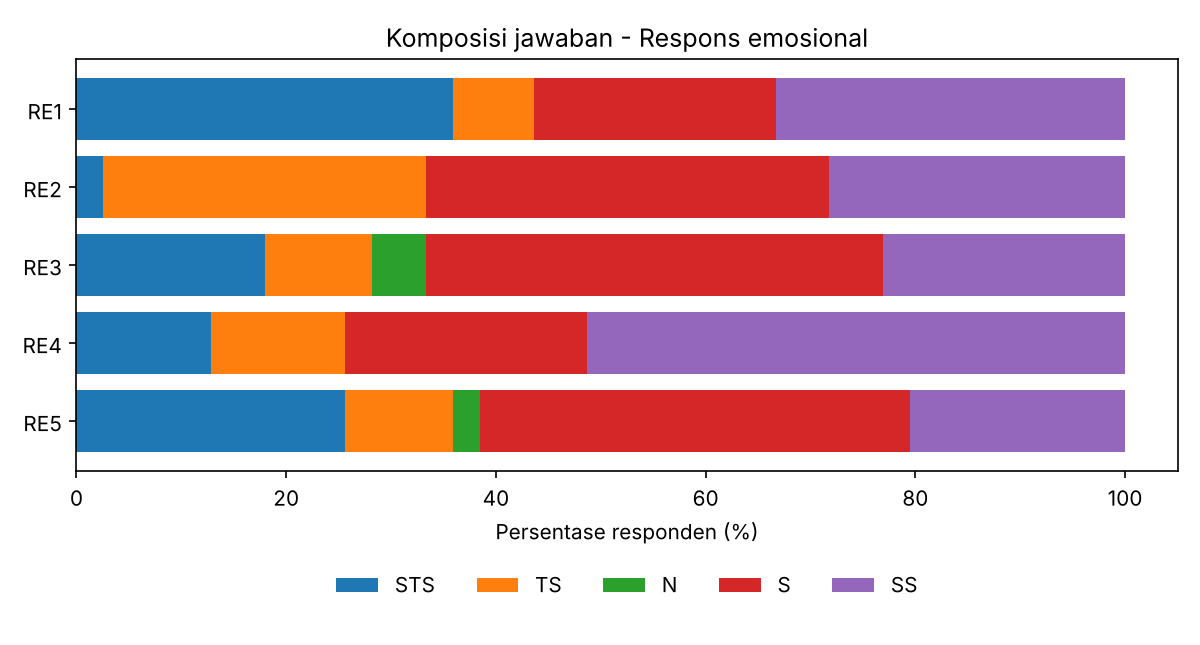 Komposisi jawaban - Respons emosional
RE1
RE2
RE3
RE4
RE5
0 20 40 60 80 100
Persentase responden (%)
STS TS N S SS